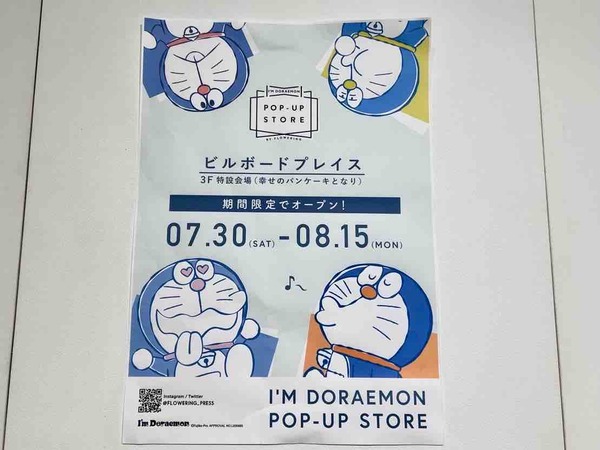 I'M DORAEMON
POP-UP
STORE
BY FLOWERING
ビルボードプレイス
3F 特設会場(幸せのパンケーキとなり)
期間限定でオープン!
07.30(SAT) -08.15(MON)
Instagram / Twitter
@FLOWERING_PRESS
I'm Doraemon
I'M DORAEMON
POP-UP STORE